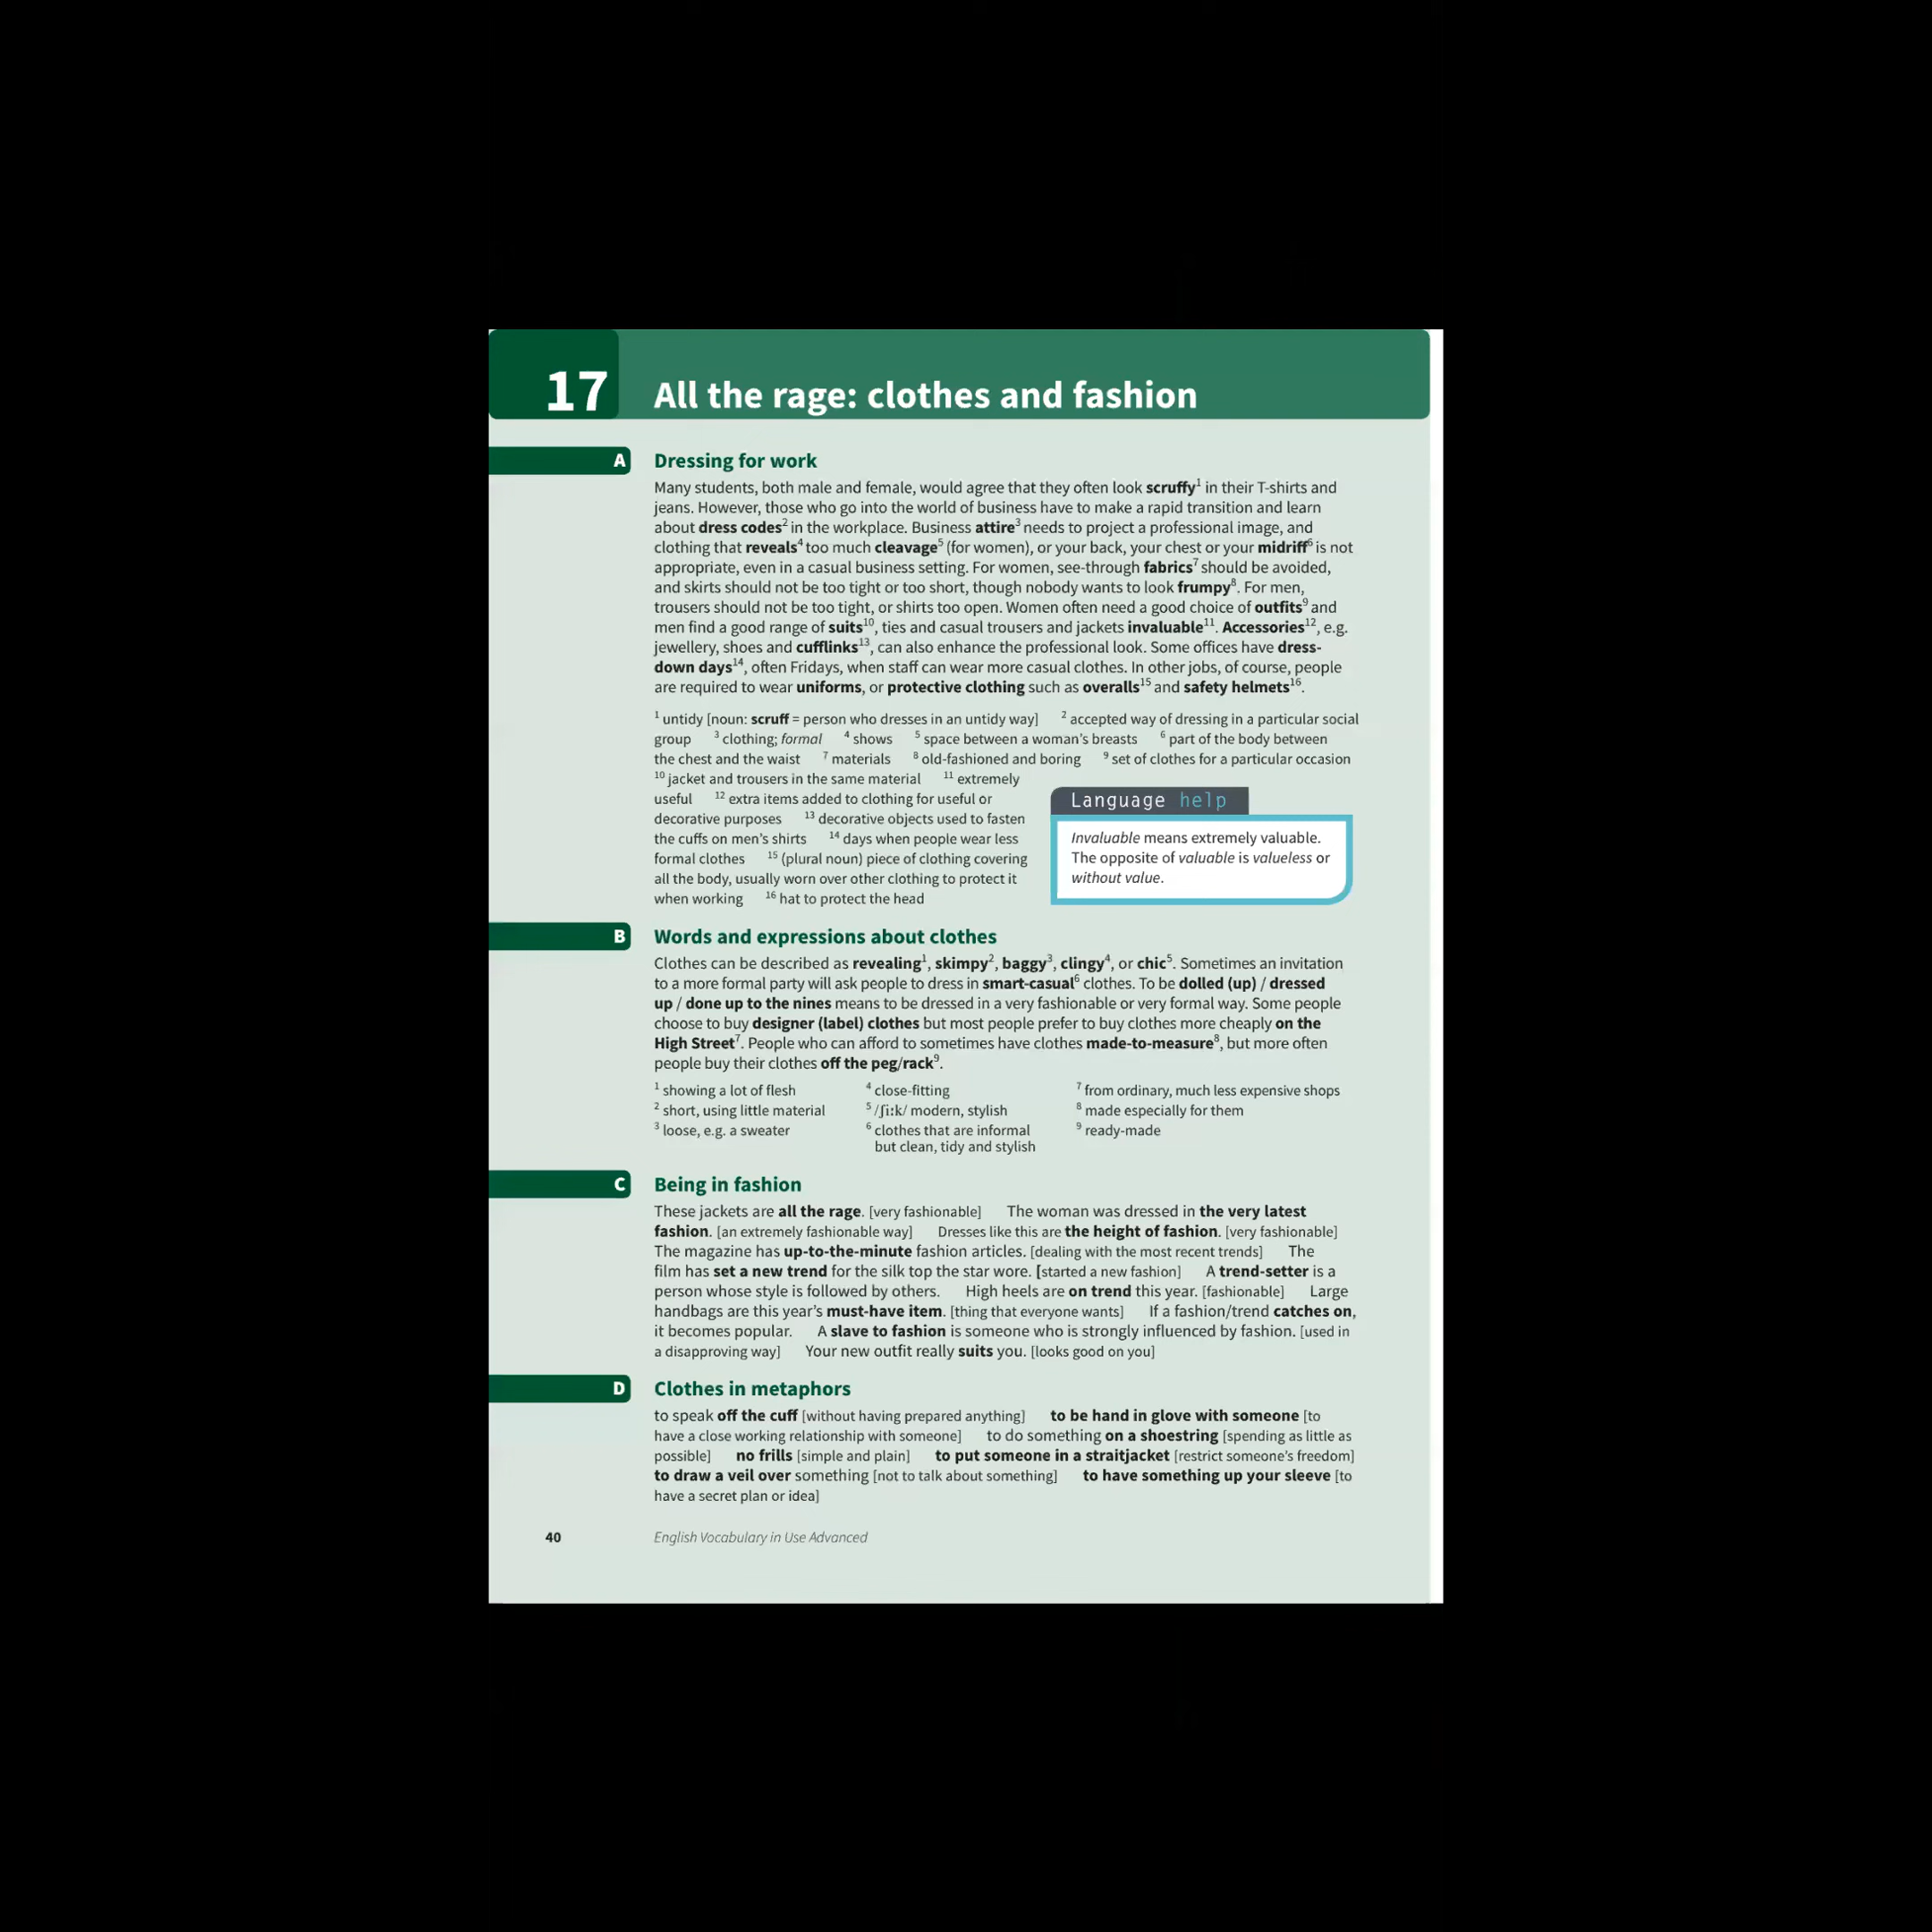 17
All the rage: clothes and fashion
A
Dressing for work
Many students, both male and female, would agree that they often look scruffy¹ in their T-shirts and
jeans. However, those who go into the world of business have to make a rapid transition and learn
about dress codes² in the workplace. Business attire³ needs to project a professional image, and
clothing that reveals⁴ too much cleavage⁵ (for women), or your back, your chest or your midriff⁶ is not
appropriate, even in a casual business setting. For women, see-through fabrics⁷ should be avoided,
and skirts should not be too tight or too short, though nobody wants to look frumpy⁸. For men,
trousers should not be too tight, or shirts too open. Women often need a good choice of outfits⁹ and
men find a good range of suits¹⁰, ties and casual trousers and jackets invaluable¹¹. Accessories¹², e.g.
jewellery, shoes and cufflinks¹³, can also enhance the professional look. Some offices have dress-
down days¹⁴, often Fridays, when staff can wear more casual clothes. In other jobs, of course, people
are required to wear uniforms, or protective clothing such as overalls¹⁵ and safety helmets¹⁶.
¹ untidy [noun: scruff = person who dresses in an untidy way] ² accepted way of dressing in a particular social
group ³ clothing; formal ⁴ shows ⁵ space between a woman's breasts ⁶ part of the body between
the chest and the waist ⁷ materials ⁸ old-fashioned and boring ⁹ set of clothes for a particular occasion
¹⁰ jacket and trousers in the same material ¹¹ extremely
useful ¹² extra items added to clothing for useful or
decorative purposes ¹³ decorative objects used to fasten
the cuffs on men's shirts ¹⁴ days when people wear less
formal clothes ¹⁵ (plural noun) piece of clothing covering
all the body, usually worn over other clothing to protect it
when working ¹⁶ hat to protect the head
Language help
Invaluable means extremely valuable.
The opposite of valuable is valueless or
without value.
B
Words and expressions about clothes
Clothes can be described as revealing¹, skimpy², baggy³, clingy⁴, or chic⁵. Sometimes an invitation
to a more formal party will ask people to dress in smart-casual⁶ clothes. To be dolled (up) / dressed
up / done up to the nines means to be dressed in a very fashionable or very formal way. Some people
choose to buy designer (label) clothes but most people prefer to buy clothes more cheaply on the
High Street⁷. People who can afford to sometimes have clothes made-to-measure⁸, but more often
people buy their clothes off the peg/rack⁹.
¹ showing a lot of flesh
² short, using little material
³ loose, e.g. a sweater
⁴ close-fitting
⁵ /ʃiːk/ modern, stylish
⁶ clothes that are informal
but clean, tidy and stylish
⁷ from ordinary, much less expensive shops
⁸ made especially for them
⁹ ready-made
C
Being in fashion
These jackets are all the rage. [very fashionable] The woman was dressed in the very latest
fashion. [an extremely fashionable way] Dresses like this are the height of fashion. [very fashionable]
The magazine has up-to-the-minute fashion articles. [dealing with the most recent trends] The
film has set a new trend for the silk top the star wore. [started a new fashion] A trend-setter is a
person whose style is followed by others. High heels are on trend this year. [fashionable] Large
handbags are this year's must-have item. [thing that everyone wants] If a fashion/trend catches on,
it becomes popular. A slave to fashion is someone who is strongly influenced by fashion. [used in
a disapproving way] Your new outfit really suits you. [looks good on you]
D
Clothes in metaphors
to speak off the cuff [without having prepared anything] to be hand in glove with someone [to
have a close working relationship with someone] to do something on a shoestring [spending as little as
possible] no frills [simple and plain] to put someone in a straitjacket [restrict someone's freedom]
to draw a veil over something [not to talk about something] to have something up your sleeve [to
have a secret plan or idea]
40
English Vocabulary in Use Advanced